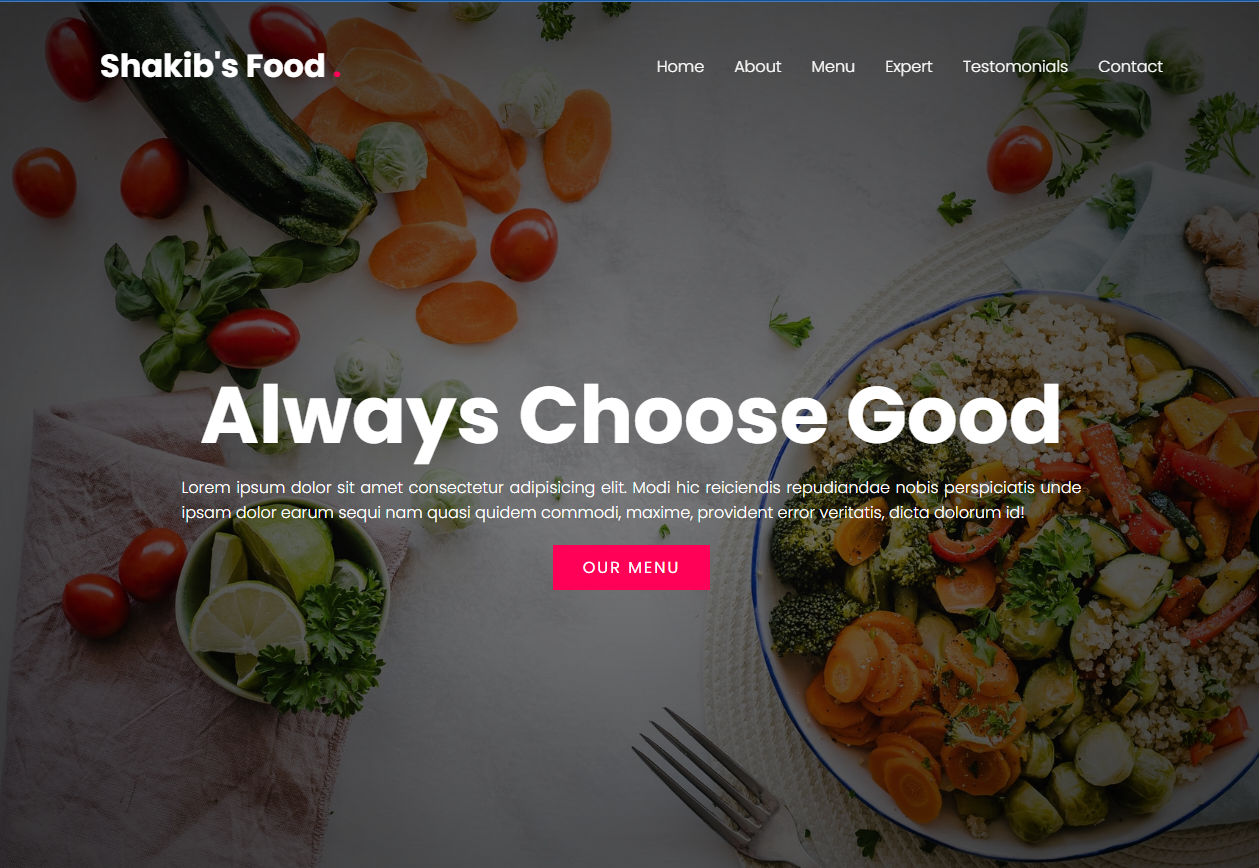 Shakib's Food .
Home About Menu Expert Testomonials Contact
Always Choose Good
Lorem ipsum dolor sit amet consectetur adipisicing elit. Modi hic reiciendis repudiandae nobis perspiciatis unde
ipsam dolor earum sequi nam quasi quidem commodi, maxime, provident error veritatis, dicta dolorum id!
OUR MENU